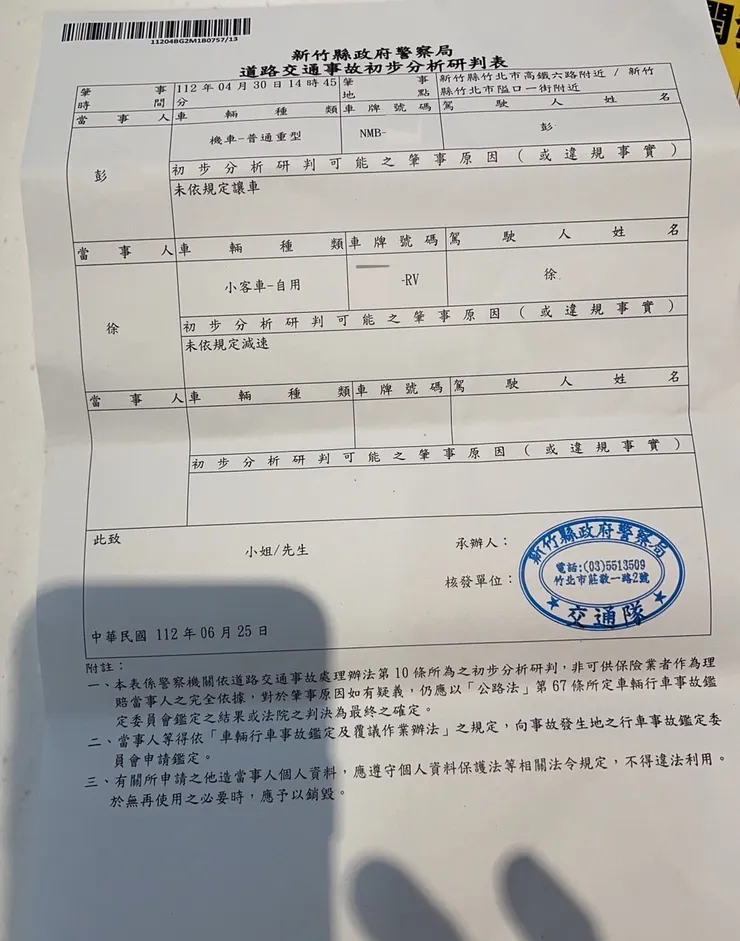 11204BG2M1B0757/13
新竹縣政府警察局
道路交通事故初步分析研判表
肇事時間 112 年 04 月 30 日 14 時 45 分 肇事地點 新竹縣竹北市高鐵六路附近 / 新竹縣竹北市隘口一街附近
當事人 車輛種類 車牌號碼 駕駛人姓名
彭 機車-普通重型 NMB- 彭
初步分析研判可能之肇事原因(或違規事實)
未依規定讓車
當事人 車輛種類 車牌號碼 駕駛人姓名
徐 小客車-自用 -RV 徐
初步分析研判可能之肇事原因(或違規事實)
未依規定減速
當事人 車輛種類 車牌號碼 駕駛人姓名
初步分析研判可能之肇事原因(或違規事實)
此致
小姐/先生
承辦人:
核發單位:
新竹縣政府警察局
電話:(03)5513509
竹北市莊敬一路2號
交通隊
中華民國 112 年 06 月 25 日
附註:
一、本表係警察機關依道路交通事故處理辦法第 10 條所為之初步分析研判,非可供保險業者作為理
賠當事人之完全依據,對於肇事原因如有疑義,仍應以「公路法」第 67 條所定車輛行車事故鑑
定委員會鑑定之結果或法院之判決為最終之確定。
二、當事人等得依「車輛行車事故鑑定及覆議作業辦法」之規定,向事故發生地之行車事故鑑定委
員會申請鑑定。
三、有關所申請之他造當事人個人資料,應遵守個人資料保護法等相關法令規定,不得違法利用。
於無再使用之必要時,應予以銷毀。